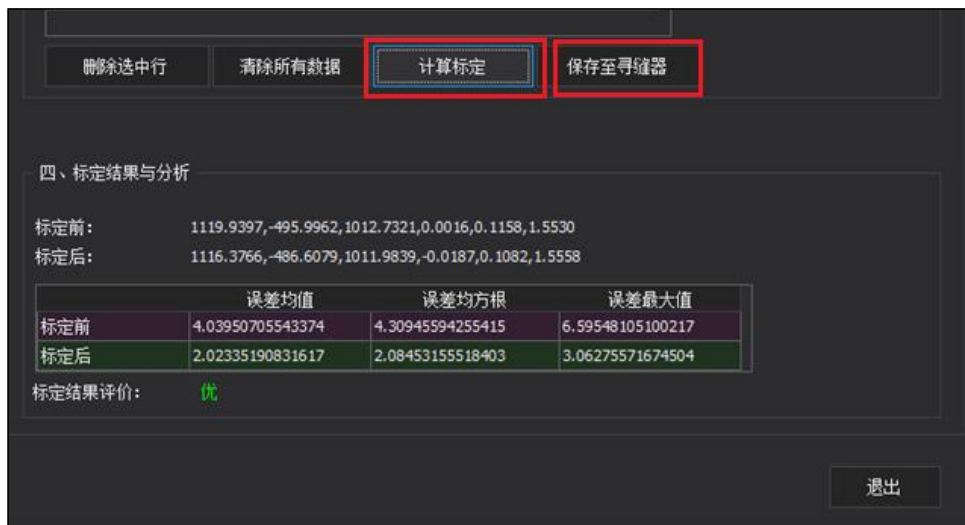 删除选中行 清除所有数据 计算标定 保存至寻缝器
四、标定结果与分析
标定前: 1119.9397,-495.9962,1012.7321,0.0016,0.1158,1.5530
标定后: 1116.3766,-486.6079,1011.9839,-0.0187,0.1082,1.5558
误差均值 误差均方根 误差最大值
标定前 4.03950705543374 4.30945594255415 6.59548105100217
标定后 2.02335190831617 2.08453155518403 3.06275571674504
标定结果评价: 优
退出